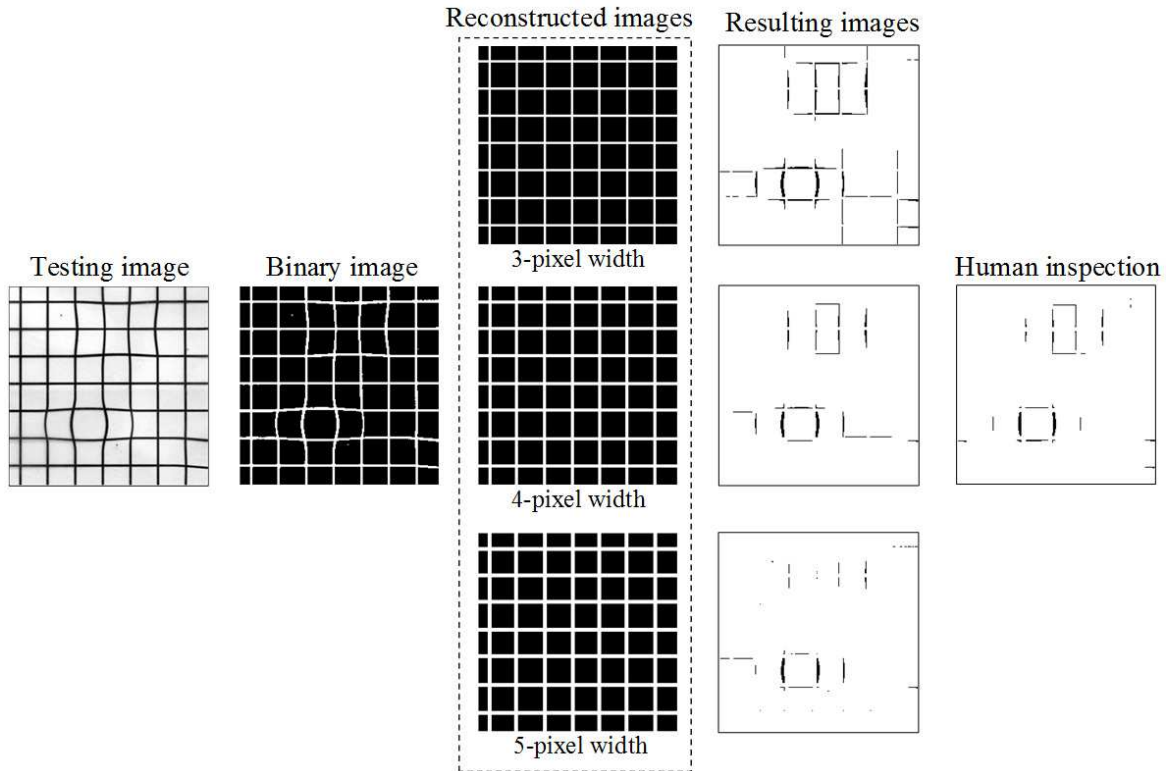 Reconstructed images
Resulting images
3-pixel width
Testing image
Binary image
Human inspection
4-pixel width
5-pixel width